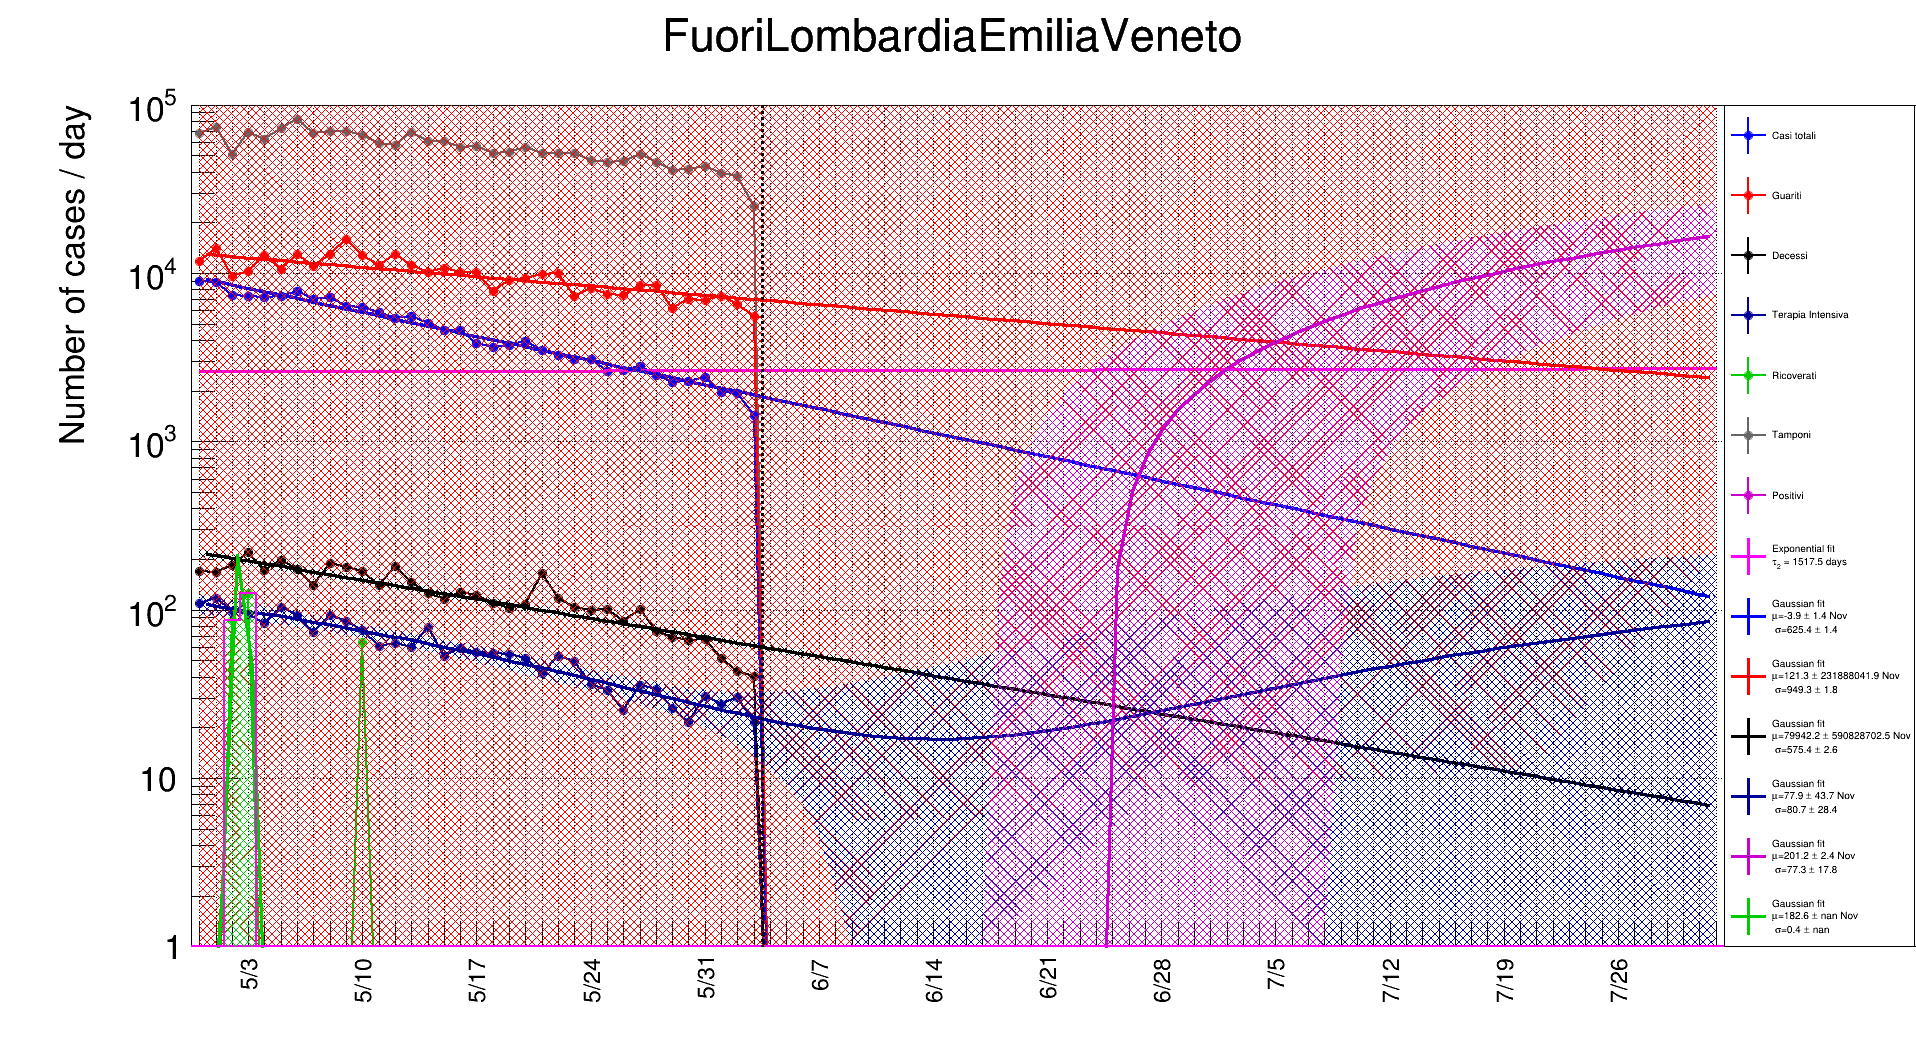 FuoriLombardiaEmiliaVeneto
Number of cases / day
10^5
10^4
10^3
10^2
10
1
5/3
5/10
5/17
5/24
5/31
6/7
6/14
6/21
6/28
7/5
7/12
7/19
7/26
Casi totali
Guariti
Decessi
Terapia Intensiva
Ricoverati
Tamponi
Positivi
Exponential fit
τ₂ = 1517.5 days
Gaussian fit
μ=-3.9 ± 1.4 Nov
σ=625.4 ± 1.4
Gaussian fit
μ=121.3 ± 231888041.9 Nov
σ=949.3 ± 1.8
Gaussian fit
μ=79942.2 ± 590828702.5 Nov
σ=575.4 ± 2.6
Gaussian fit
μ=77.9 ± 43.7 Nov
σ=80.7 ± 28.4
Gaussian fit
μ=201.2 ± 2.4 Nov
σ=77.3 ± 17.8
Gaussian fit
μ=182.6 ± nan Nov
σ=0.4 ± nan